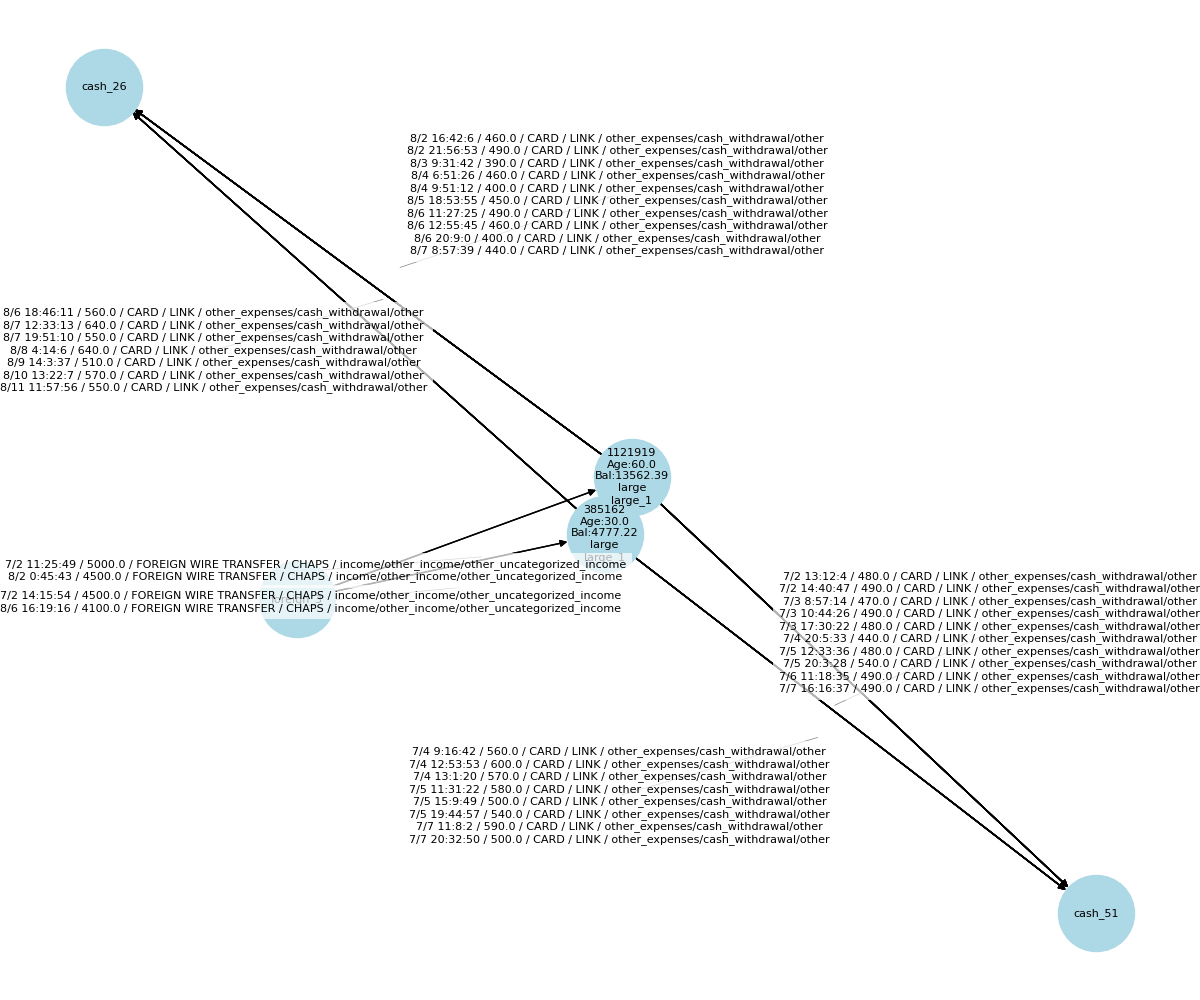 cash_26
8/2 16:42:6 / 460.0 / CARD / LINK / other_expenses/cash_withdrawal/other
8/2 21:56:53 / 490.0 / CARD / LINK / other_expenses/cash_withdrawal/other
8/3 9:31:42 / 390.0 / CARD / LINK / other_expenses/cash_withdrawal/other
8/4 6:51:26 / 460.0 / CARD / LINK / other_expenses/cash_withdrawal/other
8/4 9:51:12 / 400.0 / CARD / LINK / other_expenses/cash_withdrawal/other
8/5 18:53:55 / 450.0 / CARD / LINK / other_expenses/cash_withdrawal/other
8/6 11:27:25 / 490.0 / CARD / LINK / other_expenses/cash_withdrawal/other
8/6 12:55:45 / 460.0 / CARD / LINK / other_expenses/cash_withdrawal/other
8/6 20:9:0 / 400.0 / CARD / LINK / other_expenses/cash_withdrawal/other
8/7 8:57:39 / 440.0 / CARD / LINK / other_expenses/cash_withdrawal/other
8/6 18:46:11 / 560.0 / CARD / LINK / other_expenses/cash_withdrawal/other
8/7 12:33:13 / 640.0 / CARD / LINK / other_expenses/cash_withdrawal/other
8/7 19:51:10 / 550.0 / CARD / LINK / other_expenses/cash_withdrawal/other
8/8 4:14:6 / 640.0 / CARD / LINK / other_expenses/cash_withdrawal/other
8/9 14:3:37 / 510.0 / CARD / LINK / other_expenses/cash_withdrawal/other
8/10 13:22:7 / 570.0 / CARD / LINK / other_expenses/cash_withdrawal/other
8/11 11:57:56 / 550.0 / CARD / LINK / other_expenses/cash_withdrawal/other
1121919
Age:60.0
Bal:13562.39
large
large_1
385162
Age:30.0
Bal:4777.22
large
large_1
7/2 11:25:49 / 5000.0 / FOREIGN WIRE TRANSFER / CHAPS / income/other_income/other_uncategorized_income
8/2 0:45:43 / 4500.0 / FOREIGN WIRE TRANSFER / CHAPS / income/other_income/other_uncategorized_income
7/2 14:15:54 / 4500.0 / FOREIGN WIRE TRANSFER / CHAPS / income/other_income/other_uncategorized_income
8/6 16:19:16 / 4100.0 / FOREIGN WIRE TRANSFER / CHAPS / income/other_income/other_uncategorized_income
7/2 13:12:4 / 480.0 / CARD / LINK / other_expenses/cash_withdrawal/other
7/2 14:40:47 / 490.0 / CARD / LINK / other_expenses/cash_withdrawal/other
7/3 8:57:14 / 470.0 / CARD / LINK / other_expenses/cash_withdrawal/other
7/3 10:44:26 / 490.0 / CARD / LINK / other_expenses/cash_withdrawal/other
7/3 17:30:22 / 480.0 / CARD / LINK / other_expenses/cash_withdrawal/other
7/4 20:5:33 / 440.0 / CARD / LINK / other_expenses/cash_withdrawal/other
7/5 12:33:36 / 480.0 / CARD / LINK / other_expenses/cash_withdrawal/other
7/5 20:3:28 / 540.0 / CARD / LINK / other_expenses/cash_withdrawal/other
7/6 11:18:35 / 490.0 / CARD / LINK / other_expenses/cash_withdrawal/other
7/7 16:16:37 / 490.0 / CARD / LINK / other_expenses/cash_withdrawal/other
7/4 9:16:42 / 560.0 / CARD / LINK / other_expenses/cash_withdrawal/other
7/4 12:53:53 / 600.0 / CARD / LINK / other_expenses/cash_withdrawal/other
7/4 13:1:20 / 570.0 / CARD / LINK / other_expenses/cash_withdrawal/other
7/5 11:31:22 / 580.0 / CARD / LINK / other_expenses/cash_withdrawal/other
7/5 15:9:49 / 500.0 / CARD / LINK / other_expenses/cash_withdrawal/other
7/5 19:44:57 / 540.0 / CARD / LINK / other_expenses/cash_withdrawal/other
7/7 11:8:2 / 590.0 / CARD / LINK / other_expenses/cash_withdrawal/other
7/7 20:32:50 / 500.0 / CARD / LINK / other_expenses/cash_withdrawal/other
cash_51